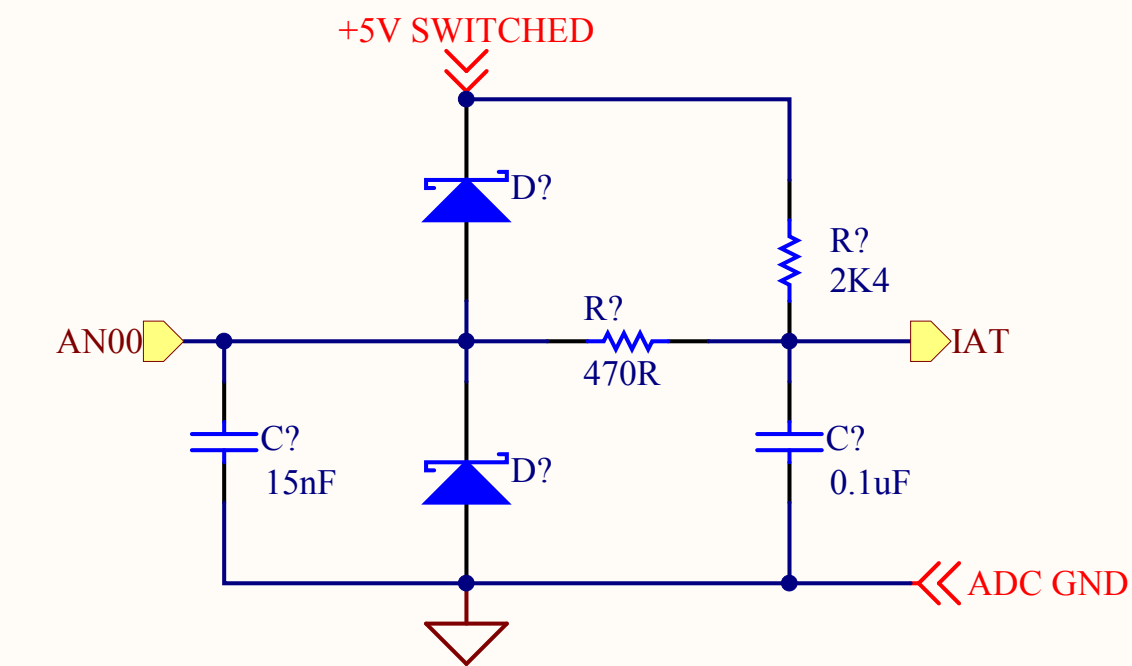 +5V SWITCHED
D?
R?
2K4
R?
470R
AN00
IAT
C?
15nF
D?
C?
0.1uF
ADC GND